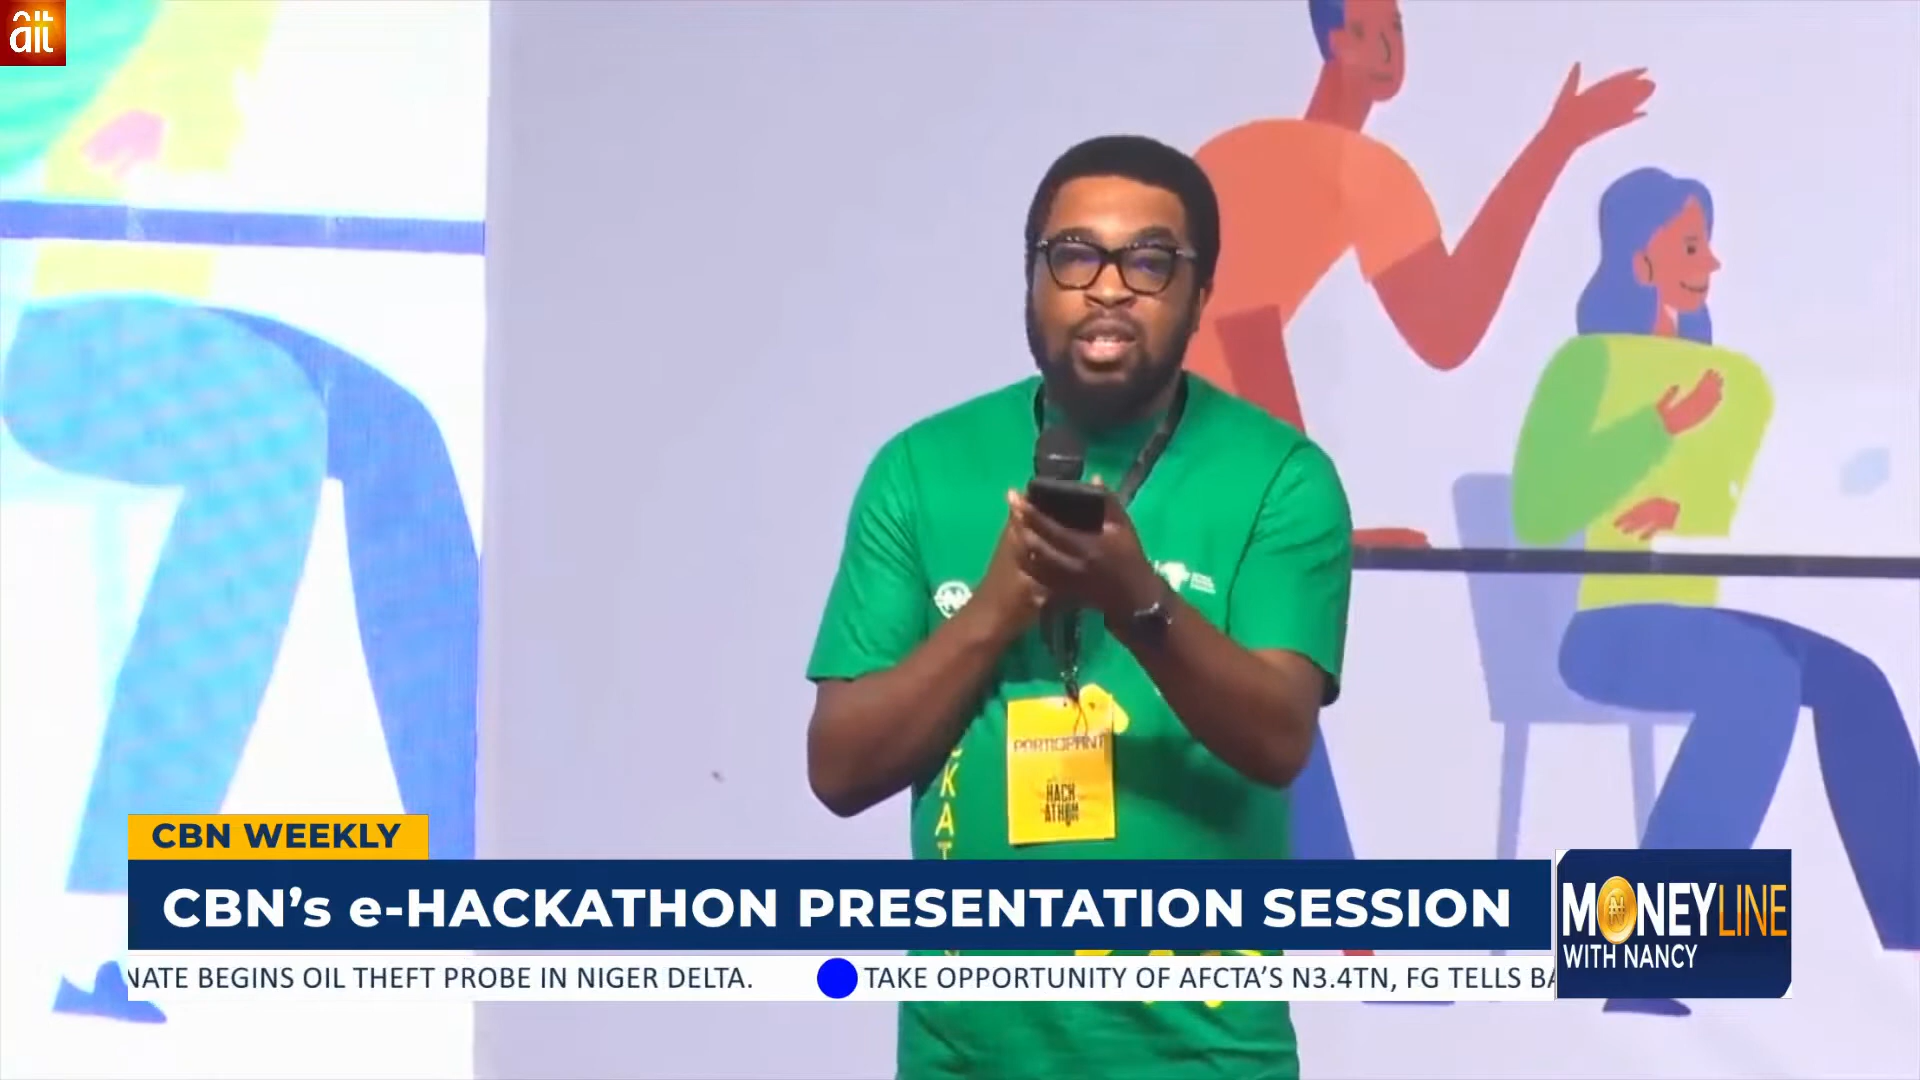 ait
PARTICIPANT
HACK
ATHON
KAT
CBN WEEKLY
CBN's e-HACKATHON PRESENTATION SESSION
MONEYLINE
WITH NANCY
NATE BEGINS OIL THEFT PROBE IN NIGER DELTA.
TAKE OPPORTUNITY OF AFCTA'S N3.4TN, FG TELLS BA